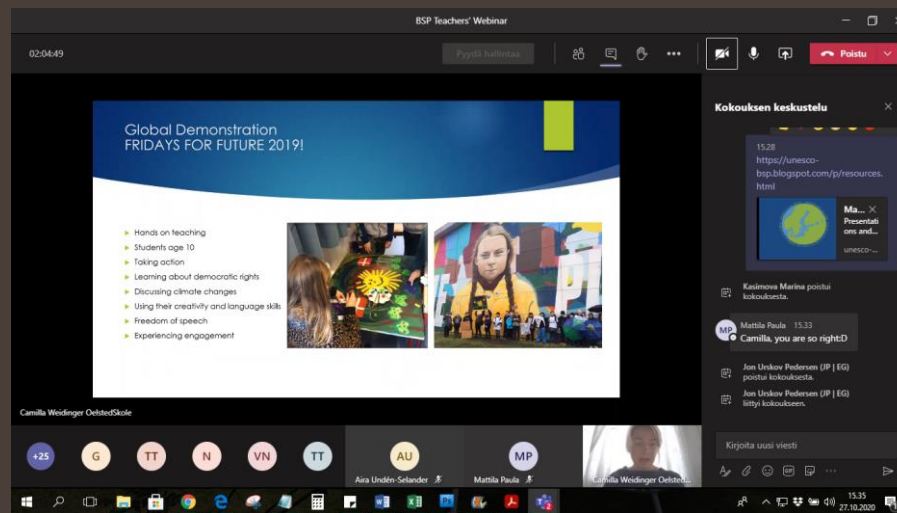 BSP Teachers' Webinar
02:04:49
Pyydä hallintaa
Poistu
Global Demonstration
FRIDAYS FOR FUTURE 2019!
Hands on teaching
Students age 10
Taking action
Learning about democratic rights
Discussing climate changes
Using their creativity and language skills
Freedom of speech
Experiencing engagement
Camilla Weidinger OelstedSkole
Kokouksen keskustelu
15.28
https://unesco-
bsp.blogspot.com/p/resources.
html
Ma...
Presentati
ons and...
unesco-...
Kasimova Marina poistui
kokouksesta.
MP
Mattila Paula 15.33
Camilla, you are so right:D
Jon Urskov Pedersen (JP | EG)
poistui kokouksesta.
Jon Urskov Pedersen (JP | EG)
liittyi kokoukseen.
Kirjoita uusi viesti
GIF
+25
G
TT
N
VN
TT
AU
Aira Undén-Selander
MP
Mattila Paula
Camilla Weidinger Oelsted...
15.35
27.10.2020